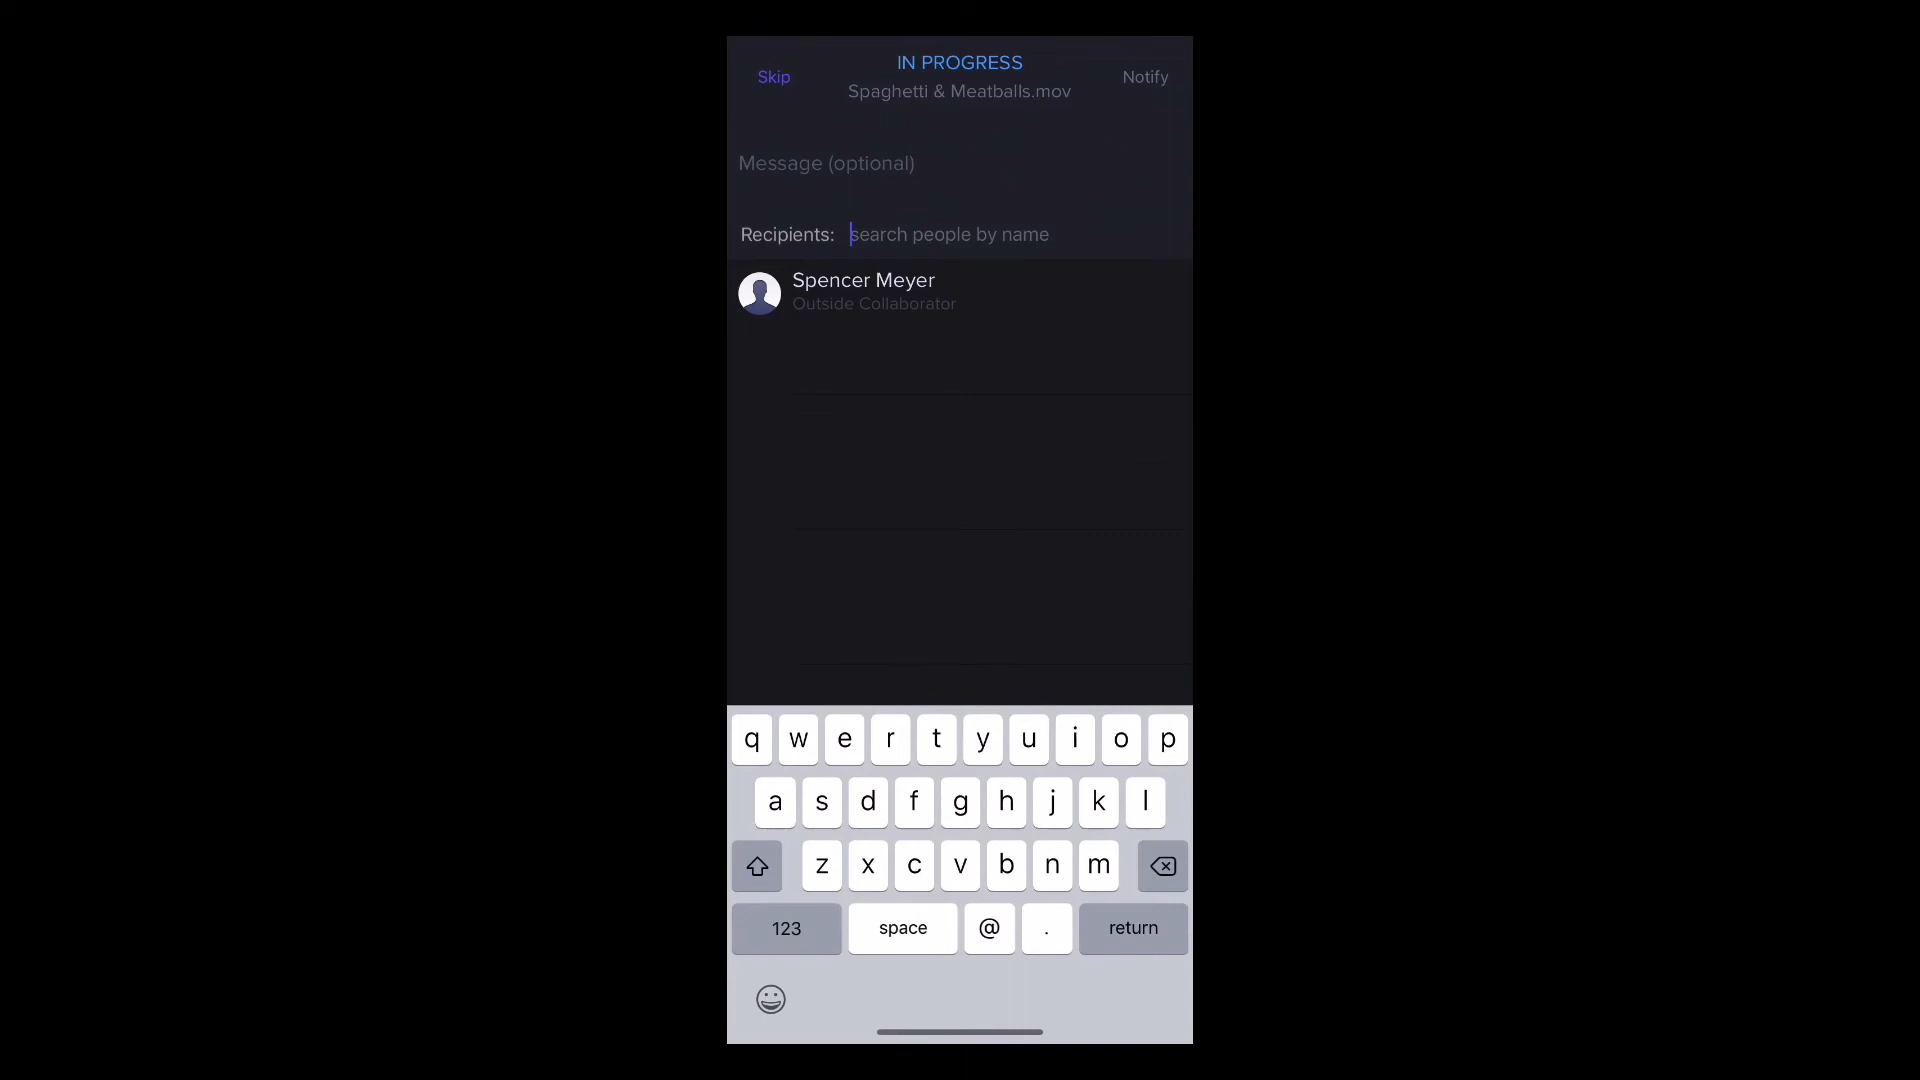 Skip
IN PROGRESS
Notify
Spaghetti & Meatballs.mov
Message (optional)
Recipients: search people by name
Spencer Meyer
Outside Collaborator
q w e r t y u i o p
a s d f g h j k l
z x c v b n m
123 space @ . return